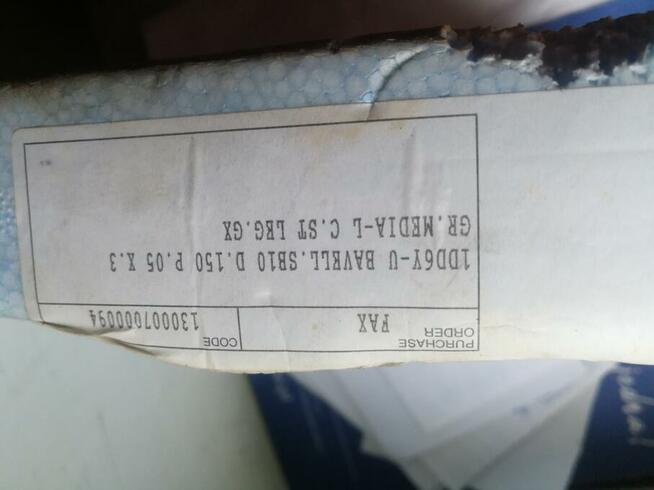 PURCHASE ORDER
FAX
CODE
130007000094
1DD6Y-U BAVELL.SB10 D.150 P.05 X.3
GR.MEDIA-L C.ST LEG.GX